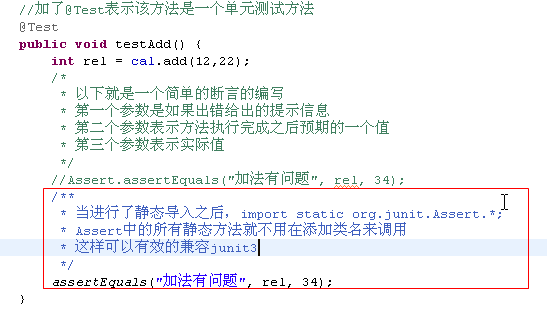 //加了@Test表示该方法是一个单元测试方法
@Test
public void testAdd() {
int rel = cal.add(12,22);
/*
* 以下就是一个简单的断言的编写
* 第一个参数是如果出错给出的提示信息
* 第二个参数表示方法执行完成之后预期的一个值
* 第三个参数表示实际值
*/
//Assert.assertEquals("加法有问题", rel, 34);
/**
* 当进行了静态导入之后，import static org.junit.Assert.*;
* Assert中的所有静态方法就不用在添加类名来调用
* 这样可以有效的兼容junit3
*/
assertEquals("加法有问题", rel, 34);
}